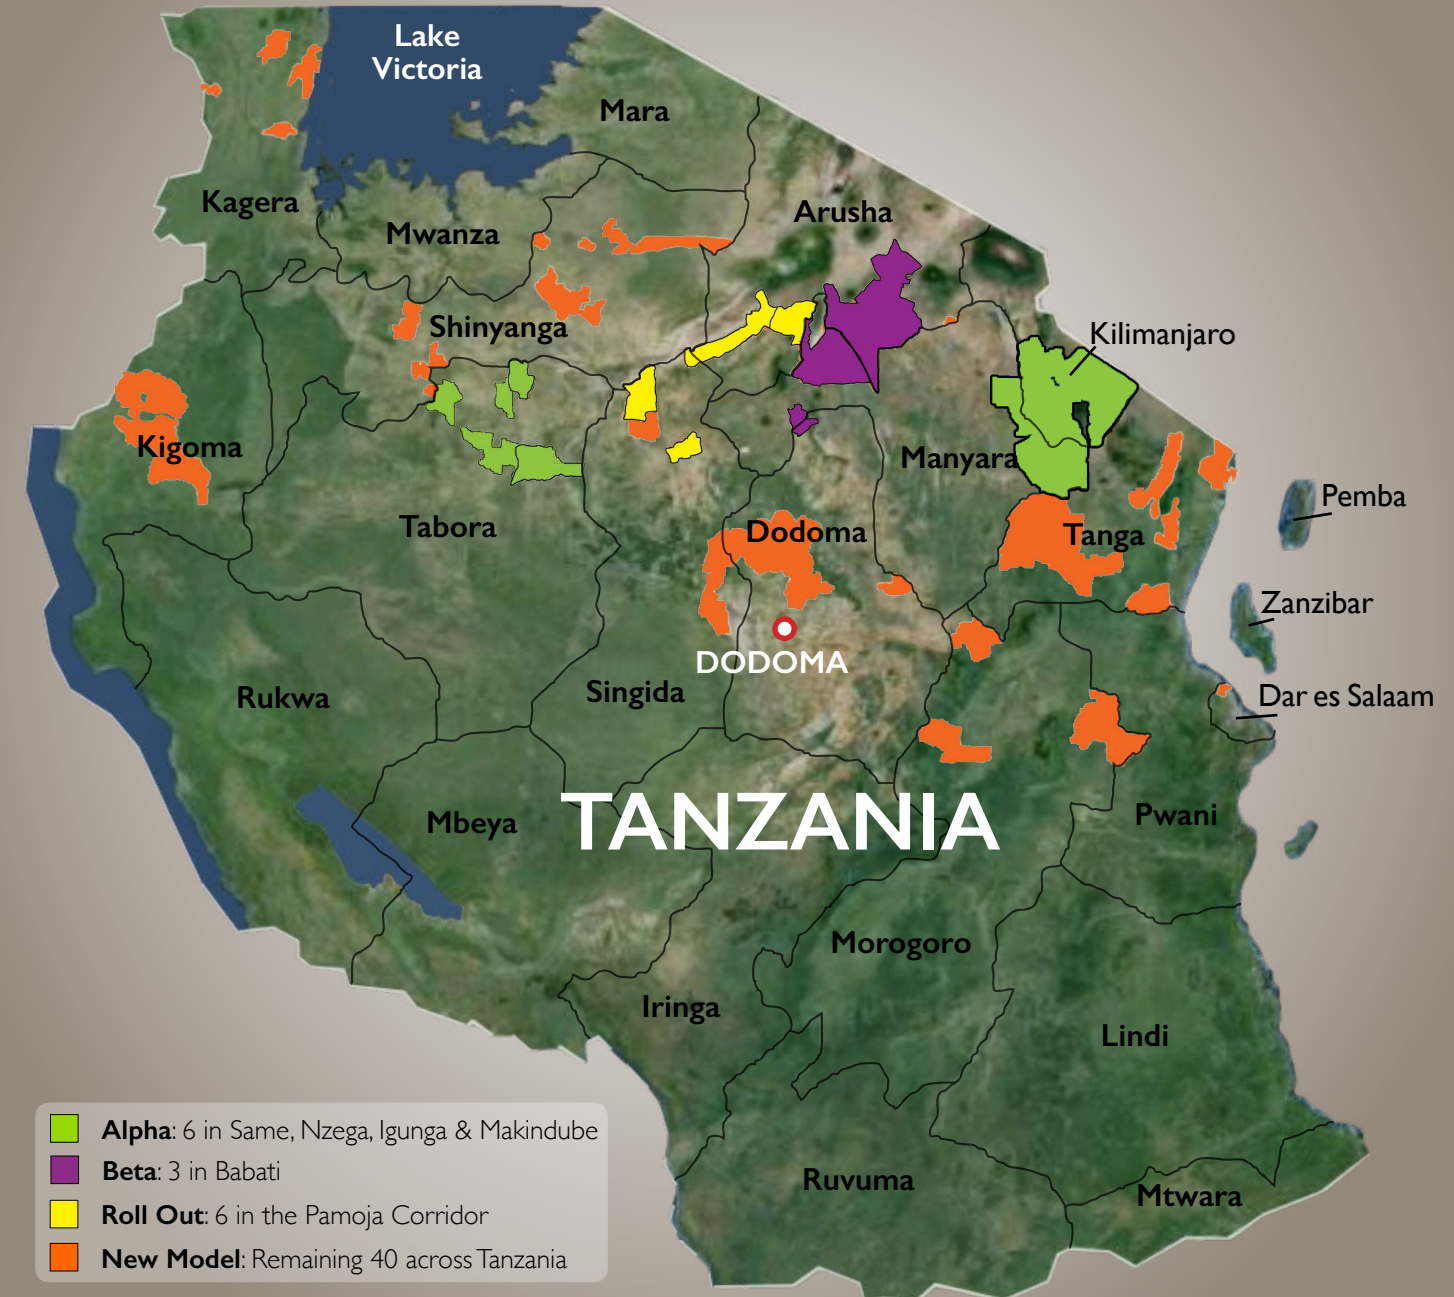 Lake
Victoria
Mara
Kagera
Arusha
Mwanza
Shinyanga
Kilimanjaro
Kigoma
Manyara
Pemba
Tabora
Dodoma
Tanga
Zanzibar
DODOMA
Rukwa
Singida
Dar es Salaam
Mbeya
TANZANIA
Pwani
Morogoro
Iringa
Lindi
Ruvuma
Mtwara
Alpha: 6 in Same, Nzega, Igunga & Makindube
Beta: 3 in Babati
Roll Out: 6 in the Pamoja Corridor
New Model: Remaining 40 across Tanzania